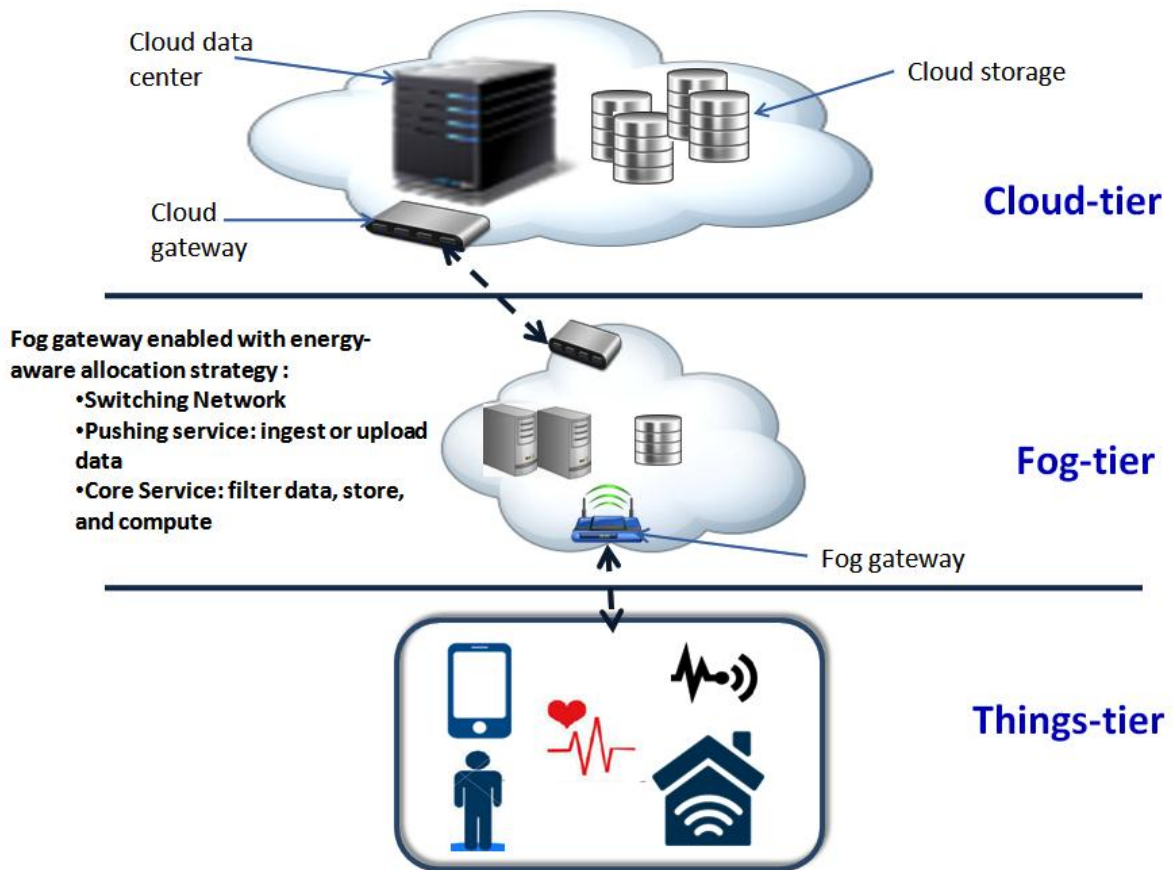 Cloud data
center
Cloud storage
Cloud-tier
Cloud
gateway
Fog gateway enabled with energy-
aware allocation strategy :
•Switching Network
•Pushing service: ingest or upload
data
•Core Service: filter data, store,
and compute
Fog-tier
Fog gateway
Things-tier